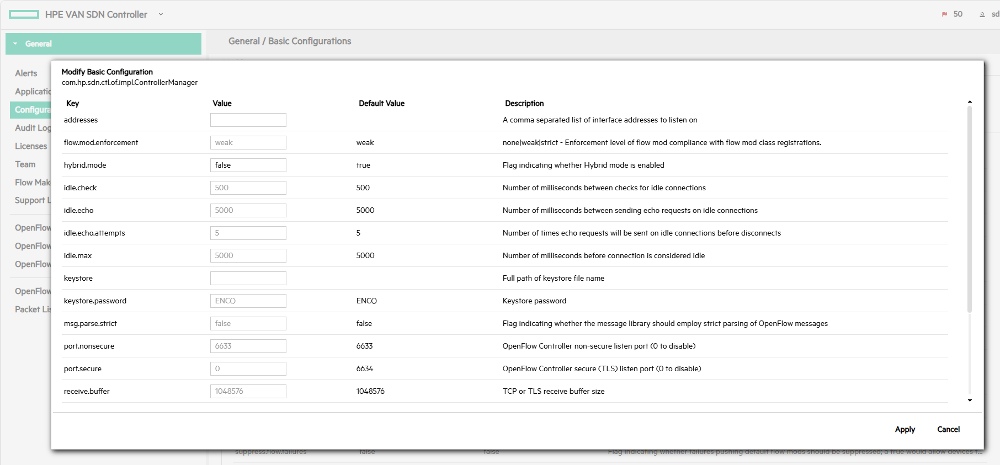 HPE VAN SDN Controller
50
sd
General
General / Basic Configurations
Alerts
Applicatio
Configura
Audit Log
Licenses
Team
Flow Mak
Support L
OpenFlow
OpenFlow
OpenFlow
OpenFlow
Packet Lis
Modify Basic Configuration
com.hp.sdn.ctl.of.impl.ControllerManager
Key Value Default Value Description
addresses A comma separated list of interface addresses to listen on
flow.mod.enforcement weak weak none|weak|strict - Enforcement level of flow mod compliance with flow mod class registrations.
hybrid.mode false true Flag indicating whether Hybrid mode is enabled
idle.check 500 500 Number of milliseconds between checks for idle connections
idle.echo 5000 5000 Number of milliseconds between sending echo requests on idle connections
idle.echo.attempts 5 5 Number of times echo requests will be sent on idle connections before disconnects
idle.max 5000 5000 Number of milliseconds before connection is considered idle
keystore Full path of keystore file name
keystore.password ENC() ENC() Keystore password
msg.parse.strict false false Flag indicating whether the message library should employ strict parsing of OpenFlow messages
port.nonsecure 6633 6633 OpenFlow Controller non-secure listen port (0 to disable)
port.secure 0 6634 OpenFlow Controller secure (TLS) listen port (0 to disable)
receive.buffer 1048576 1048576 TCP or TLS receive buffer size
Apply Cancel
suppress.flow.failures false false Flag indicating whether failures pushing default flow mods should be suppressed; a true would allow devices t...